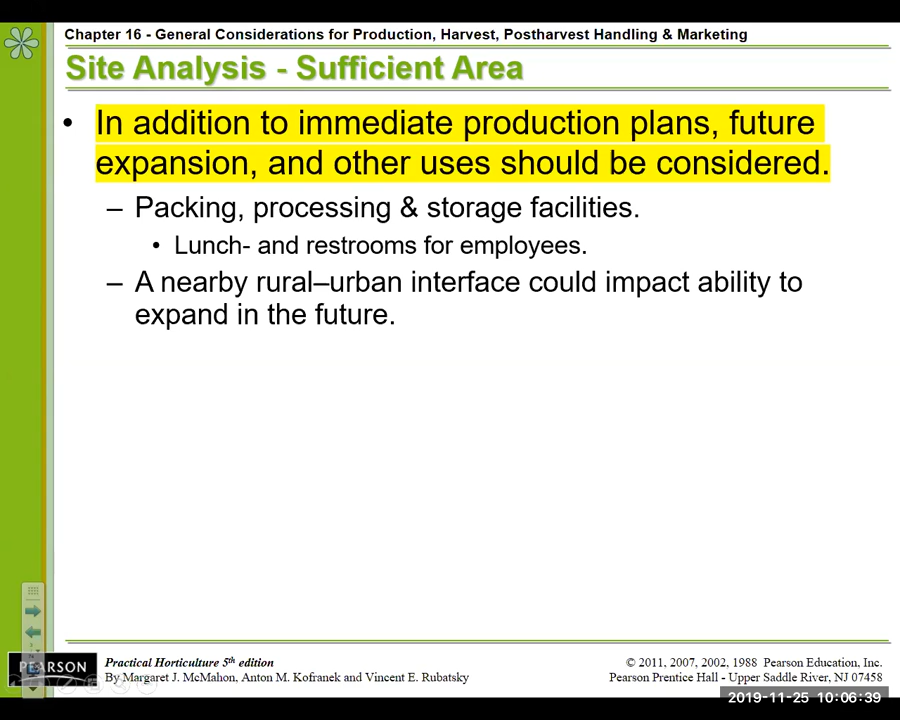 Chapter 16 - General Considerations for Production, Harvest, Postharvest Handling & Marketing
Site Analysis - Sufficient Area
• In addition to immediate production plans, future
expansion, and other uses should be considered.
– Packing, processing & storage facilities.
• Lunch- and restrooms for employees.
– A nearby rural–urban interface could impact ability to
expand in the future.
PEARSON
Practical Horticulture 5th edition
By Margaret J. McMahon, Anton M. Kofranek and Vincent E. Rubatsky
© 2011, 2007, 2002, 1988 Pearson Education, Inc.
Pearson Prentice Hall - Upper Saddle River, NJ 07458
2019-11-25 10:06:39